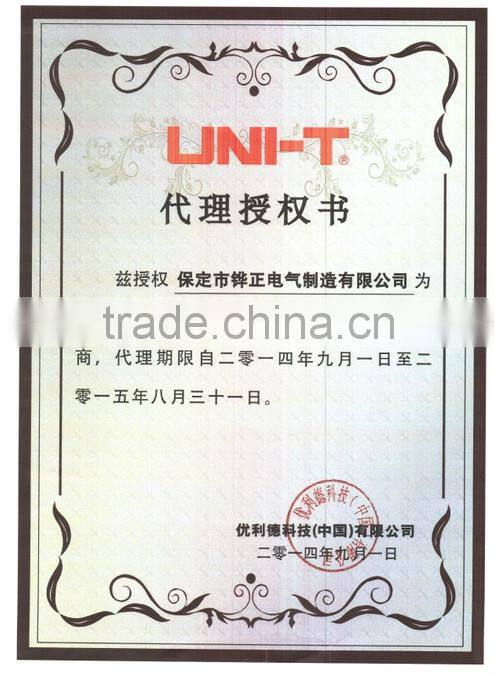 UNI-T®
代理授权书
兹授权 保定市铧正电气制造有限公司 为
trade.china.cn
商，代理期限自二零一四年九月一日至二
零一五年八月三十一日。
优利德科技(中国)有限公司
二零一四年九月一日